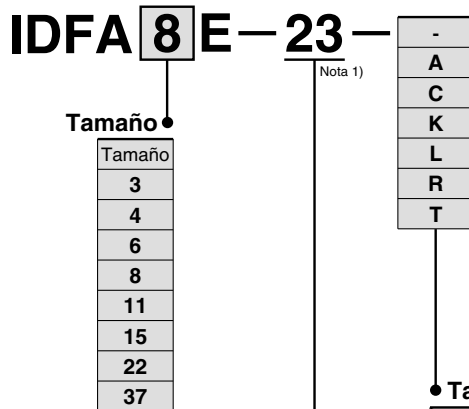 IDFA 8 E — 23 —
Nota 1)
-
A
C
K
L
R
T
Tamaño
Tamaño
3
4
6
8
11
15
22
37